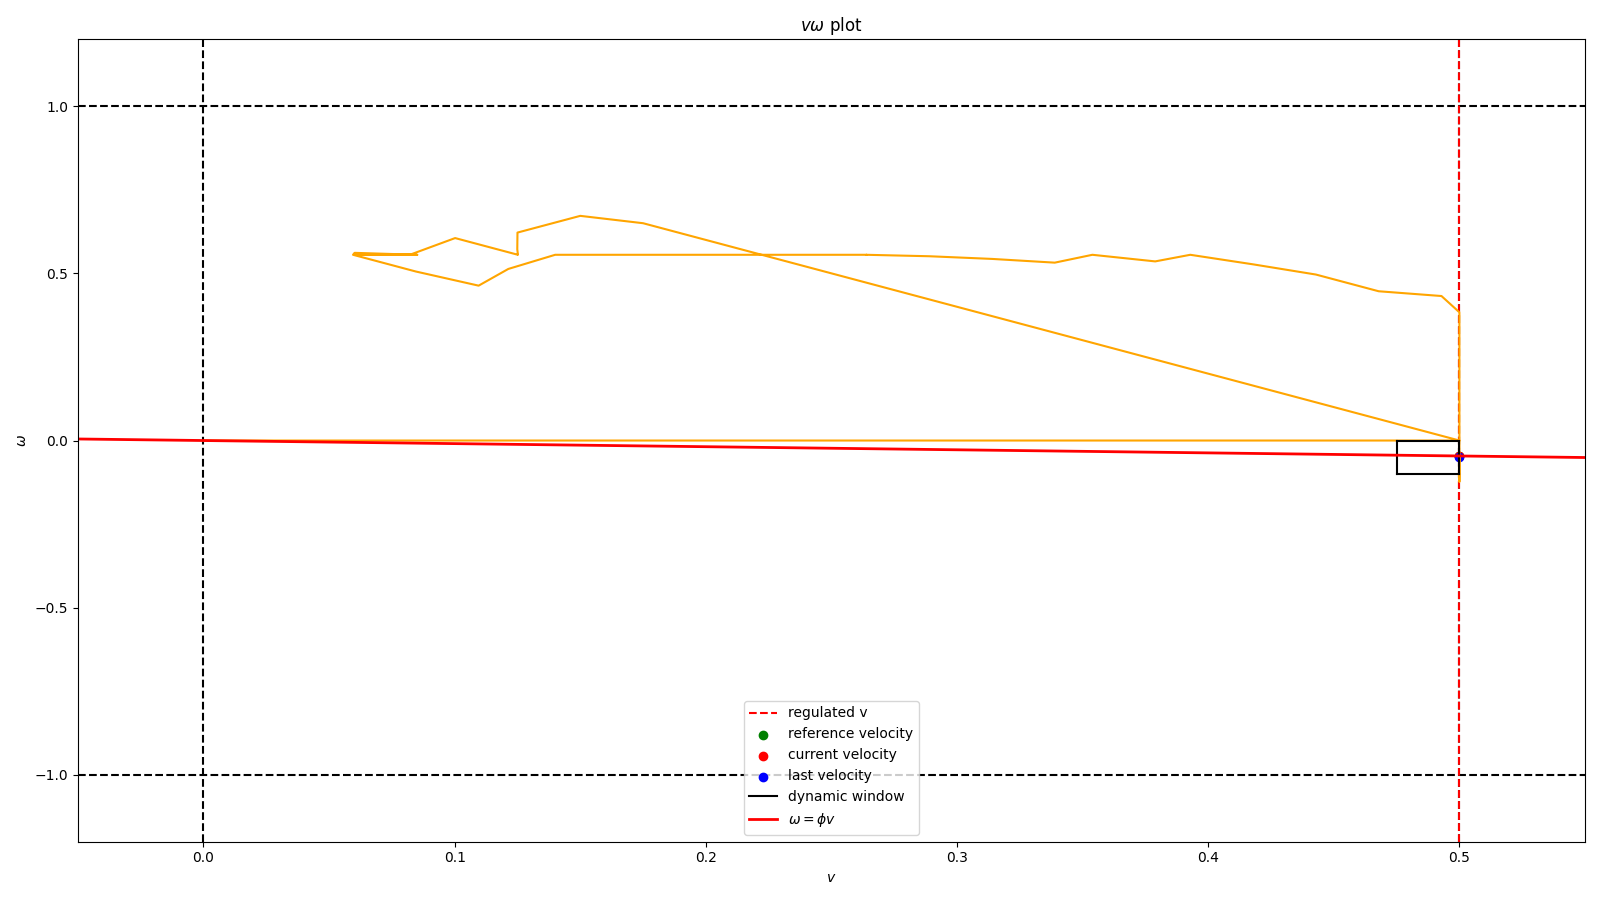 vω plot
1.0
0.5
0.0
−0.5
−1.0
ω
regulated v
reference velocity
current velocity
last velocity
dynamic window
ω = ϕv
0.0 0.1 0.2 0.3 0.4 0.5
v